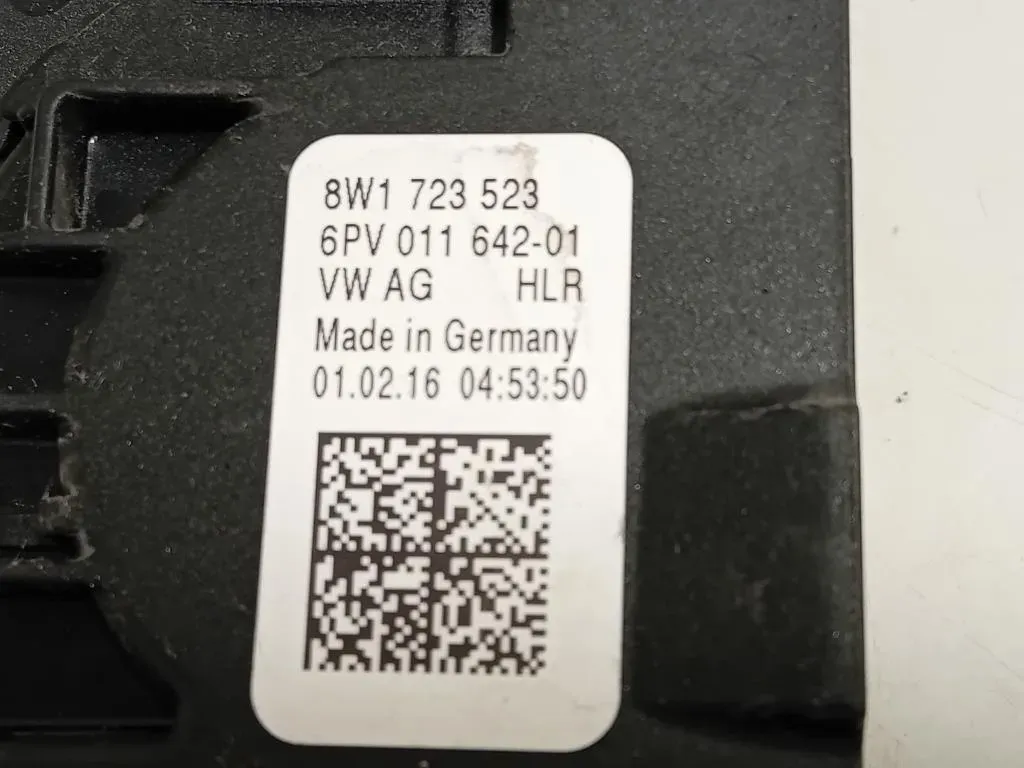 8W1 723 523
6PV 011 642-01
VW AG HLR
Made in Germany
01.02.16 04:53:50